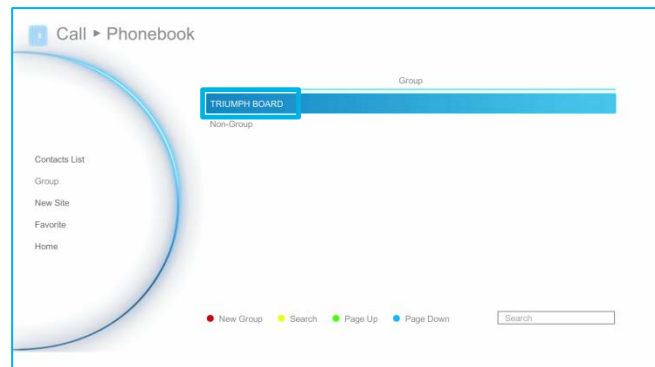 Call ▸ Phonebook
Group
TRIUMPH BOARD
Non-Group
Contacts List
Group
New Site
Favorite
Home
New Group Search Page Up Page Down Search